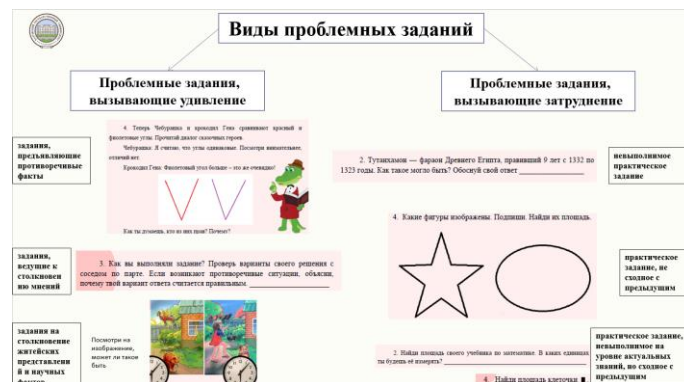 Виды проблемных заданий
Проблемные задания,
вызывающие удивление
Проблемные задания,
вызывающие затруднение
задания,
предъявляющие
противоречивые
факты
4. Теперь Чебурашка и крокодил Гена сравнивают красный и
фиолетовые углы. Прочитай диалог сказочных героев.
Чебурашка: Я считаю, что углы одинаковые. Посмотри внимательнее,
отличий нет.
Крокодил Гена: Фиолетовый угол больше – это же очевидно!
Как ты думаешь, кто из них прав? Почему?
2. Тутанхамон — фараон Древнего Египта, правивший 9 лет с 1332 по
1323 годы. Как такое могло быть? Обоснуй свой ответ
невыполнимое
практическое
задание
4. Какие фигуры изображены. Подпиши. Найди их площадь.
практическое
задание, не
сходное с
предыдущим
задания,
ведущие к
столкновен
ию мнений
3. Как вы выполняли задание? Проверь варианты своего решения с
соседом по парте. Если возникают противоречивые ситуации, объясни,
почему твой вариант ответа считается правильным.
задания на
столкновение
житейских
представлени
й и научных
фактов
Посмотри на
изображение,
может ли такое
быть
2. Найди площадь своего учебника по математике. В каких единицах
ты будешь её измерять?
4. Найди площадь клеточки
практическое задание,
невыполнимое на
уровне актуальных
знаний, но сходное с
предыдущим